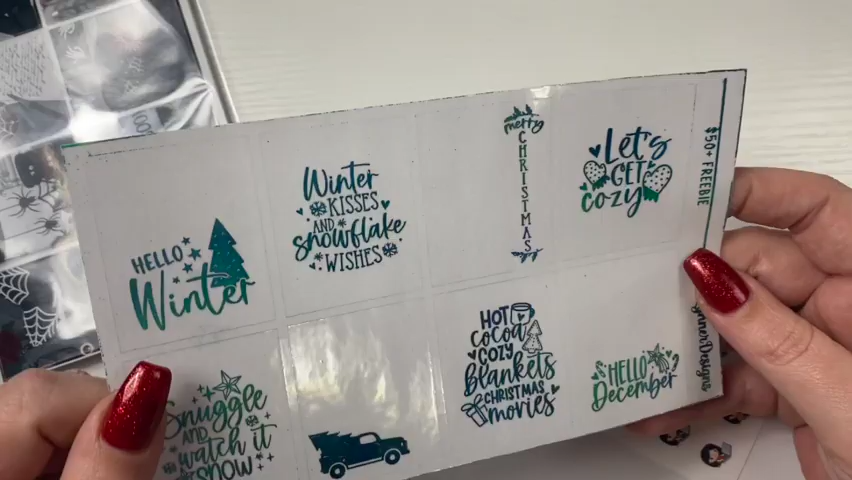 HELLO
Winter
Winter
KISSES
AND
snowflake
WISHES
merry
CHRISTMAS
Let's
GET
cozy
$50+ FREEBIE
Snuggle
AND
watch it
SNOW
HOT
cocoa
COZY
Blankets
CHRISTMAS
movies
HELLO
December